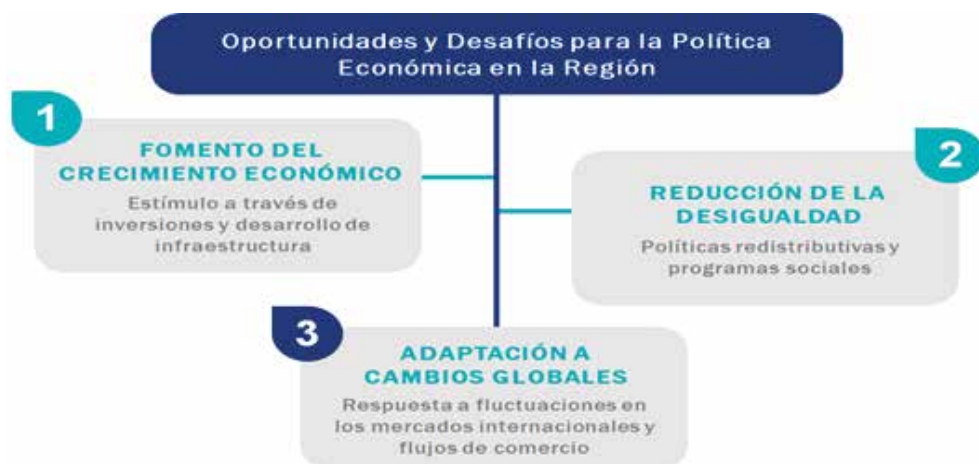 Oportunidades y Desafíos para la Política
Económica en la Región
1
FOMENTO DEL
CRECIMIENTO ECONÓMICO
Estímulo a través de
inversiones y desarrollo de
infraestructura
2
REDUCCIÓN DE LA
DESIGUALDAD
Políticas redistributivas y
programas sociales
3
ADAPTACIÓN A
CAMBIOS GLOBALES
Respuesta a fluctuaciones en
los mercados internacionales y
flujos de comercio